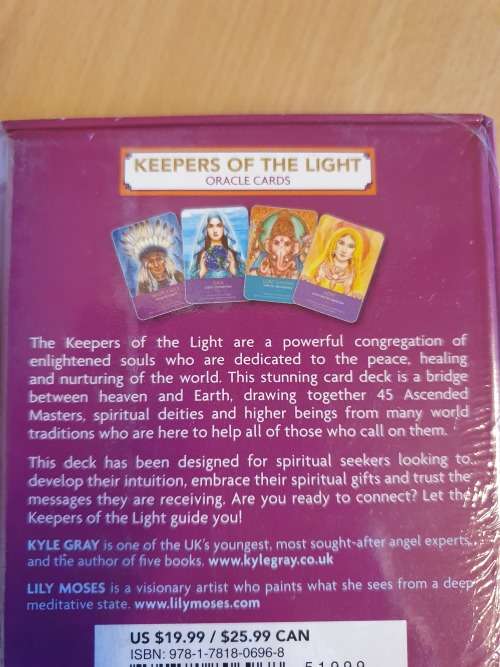 KEEPERS OF THE LIGHT
ORACLE CARDS
The Keepers of the Light are a powerful congregation of
enlightened souls who are dedicated to the peace, healing
and nurturing of the world. This stunning card deck is a bridge
between heaven and Earth, drawing together 45 Ascended
Masters, spiritual deities and higher beings from many world
traditions who are here to help all of those who call on them.
This deck has been designed for spiritual seekers looking to
develop their intuition, embrace their spiritual gifts and trust the
messages they are receiving. Are you ready to connect? Let the
Keepers of the Light guide you!
KYLE GRAY is one of the UK's youngest, most sought-after angel experts
and the author of five books. www.kylegray.co.uk
LILY MOSES is a visionary artist who paints what she sees from a deep
meditative state. www.lilymoses.com
US $19.99 / $25.99 CAN
ISBN: 978-1-7818-0696-8
51999